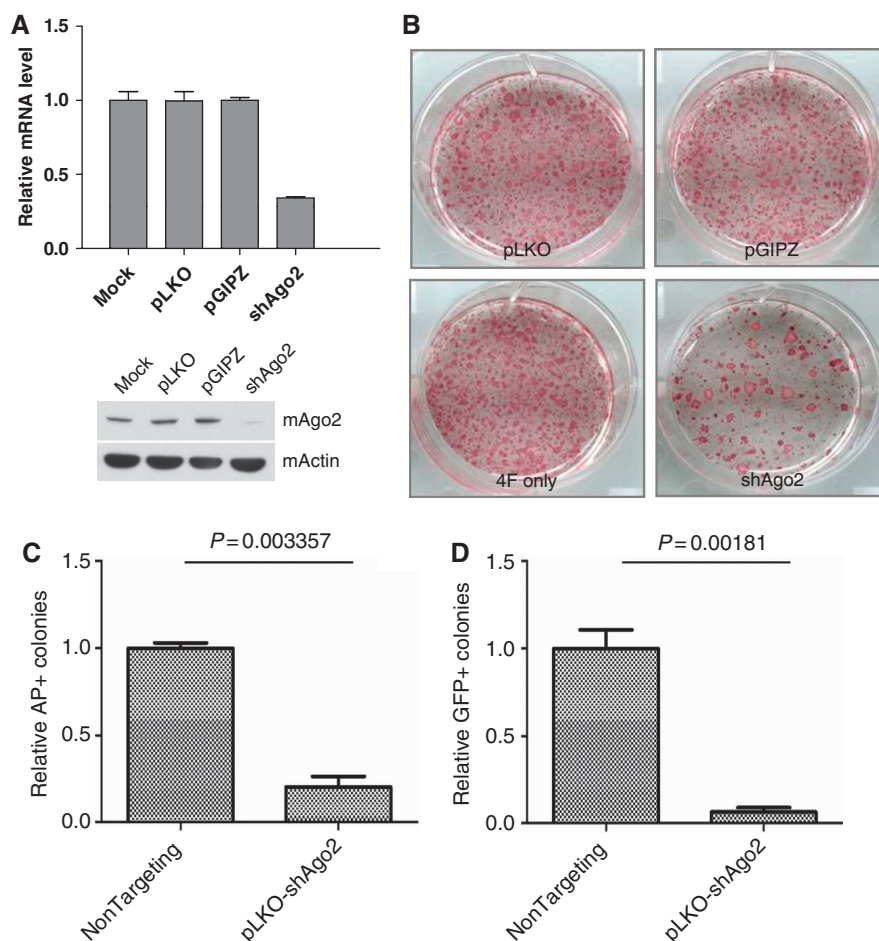 A
Relative mRNA level
1.5
1.0
0.5
0.0
Mock
pLKO
pGIPZ
shAgo2
Mock
pLKO
pGIPZ
shAgo2
mAgo2
mActin
B
pLKO
pGIPZ
4F only
shAgo2
C
P=0.003357
Relative AP+ colonies
1.5
1.0
0.5
0.0
NonTargeting
pLKO-shAgo2
D
P=0.00181
Relative GFP+ colonies
1.5
1.0
0.5
0.0
NonTargeting
pLKO-shAgo2